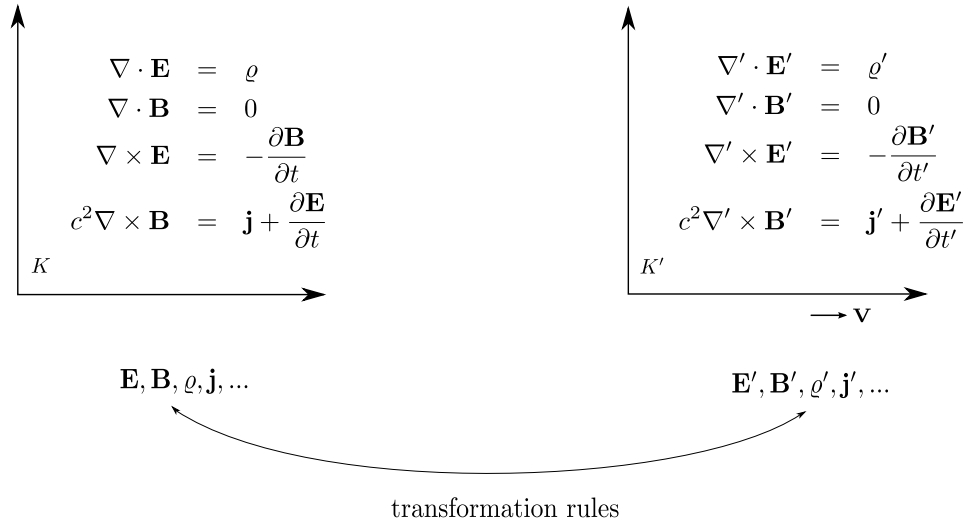 ∇ · E = ϱ
∇ · B = 0
∇ × E = −∂B/∂t
c²∇ × B = j + ∂E/∂t
K
∇′ · E′ = ϱ′
∇′ · B′ = 0
∇′ × E′ = −∂B′/∂t′
c²∇′ × B′ = j′ + ∂E′/∂t′
K′
v
E, B, ϱ, j, ...
E′, B′, ϱ′, j′, ...
transformation rules